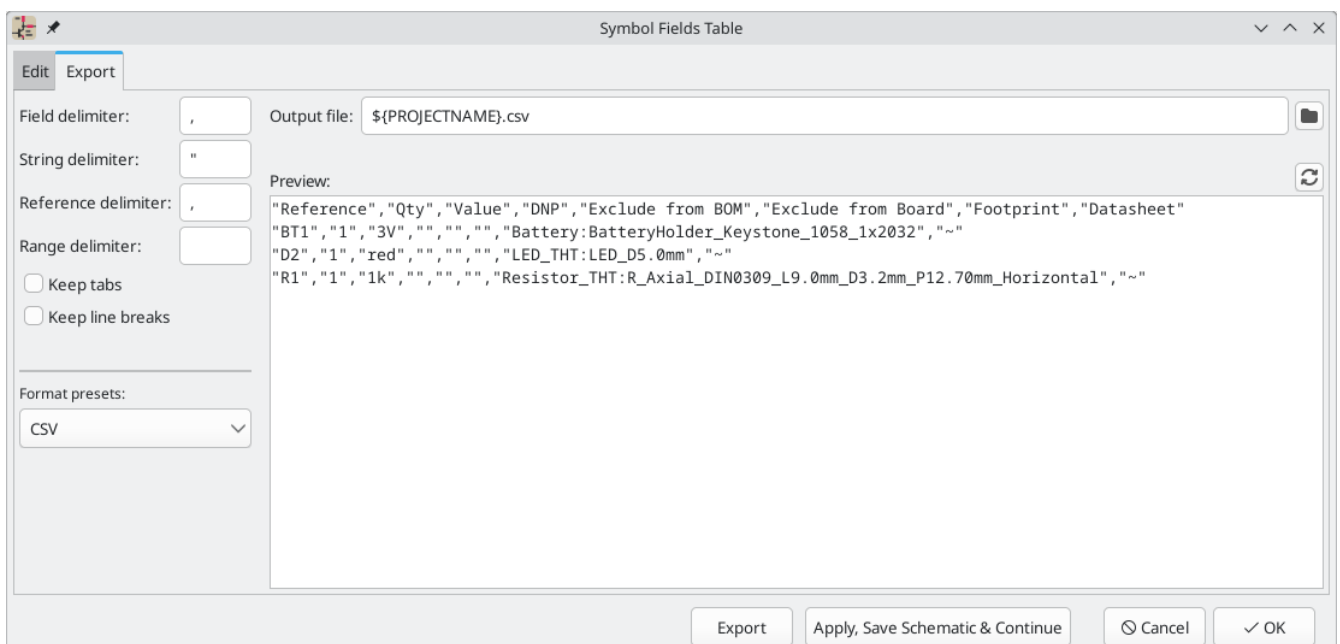 Symbol Fields Table
Edit Export
Field delimiter: ,
Output file: ${PROJECTNAME}.csv
String delimiter: "
Preview:
Reference delimiter: ,
Range delimiter:
Keep tabs
Keep line breaks
Format presets:
CSV
"Reference","Qty","Value","DNP","Exclude from BOM","Exclude from Board","Footprint","Datasheet"
"BT1","1","3V","","","","Battery:BatteryHolder_Keystone_1058_1x2032","~"
"D2","1","red","","","","LED_THT:LED_D5.0mm","~"
"R1","1","1k","","","","Resistor_THT:R_Axial_DIN0309_L9.0mm_D3.2mm_P12.70mm_Horizontal","~"
Export Apply, Save Schematic & Continue Cancel OK